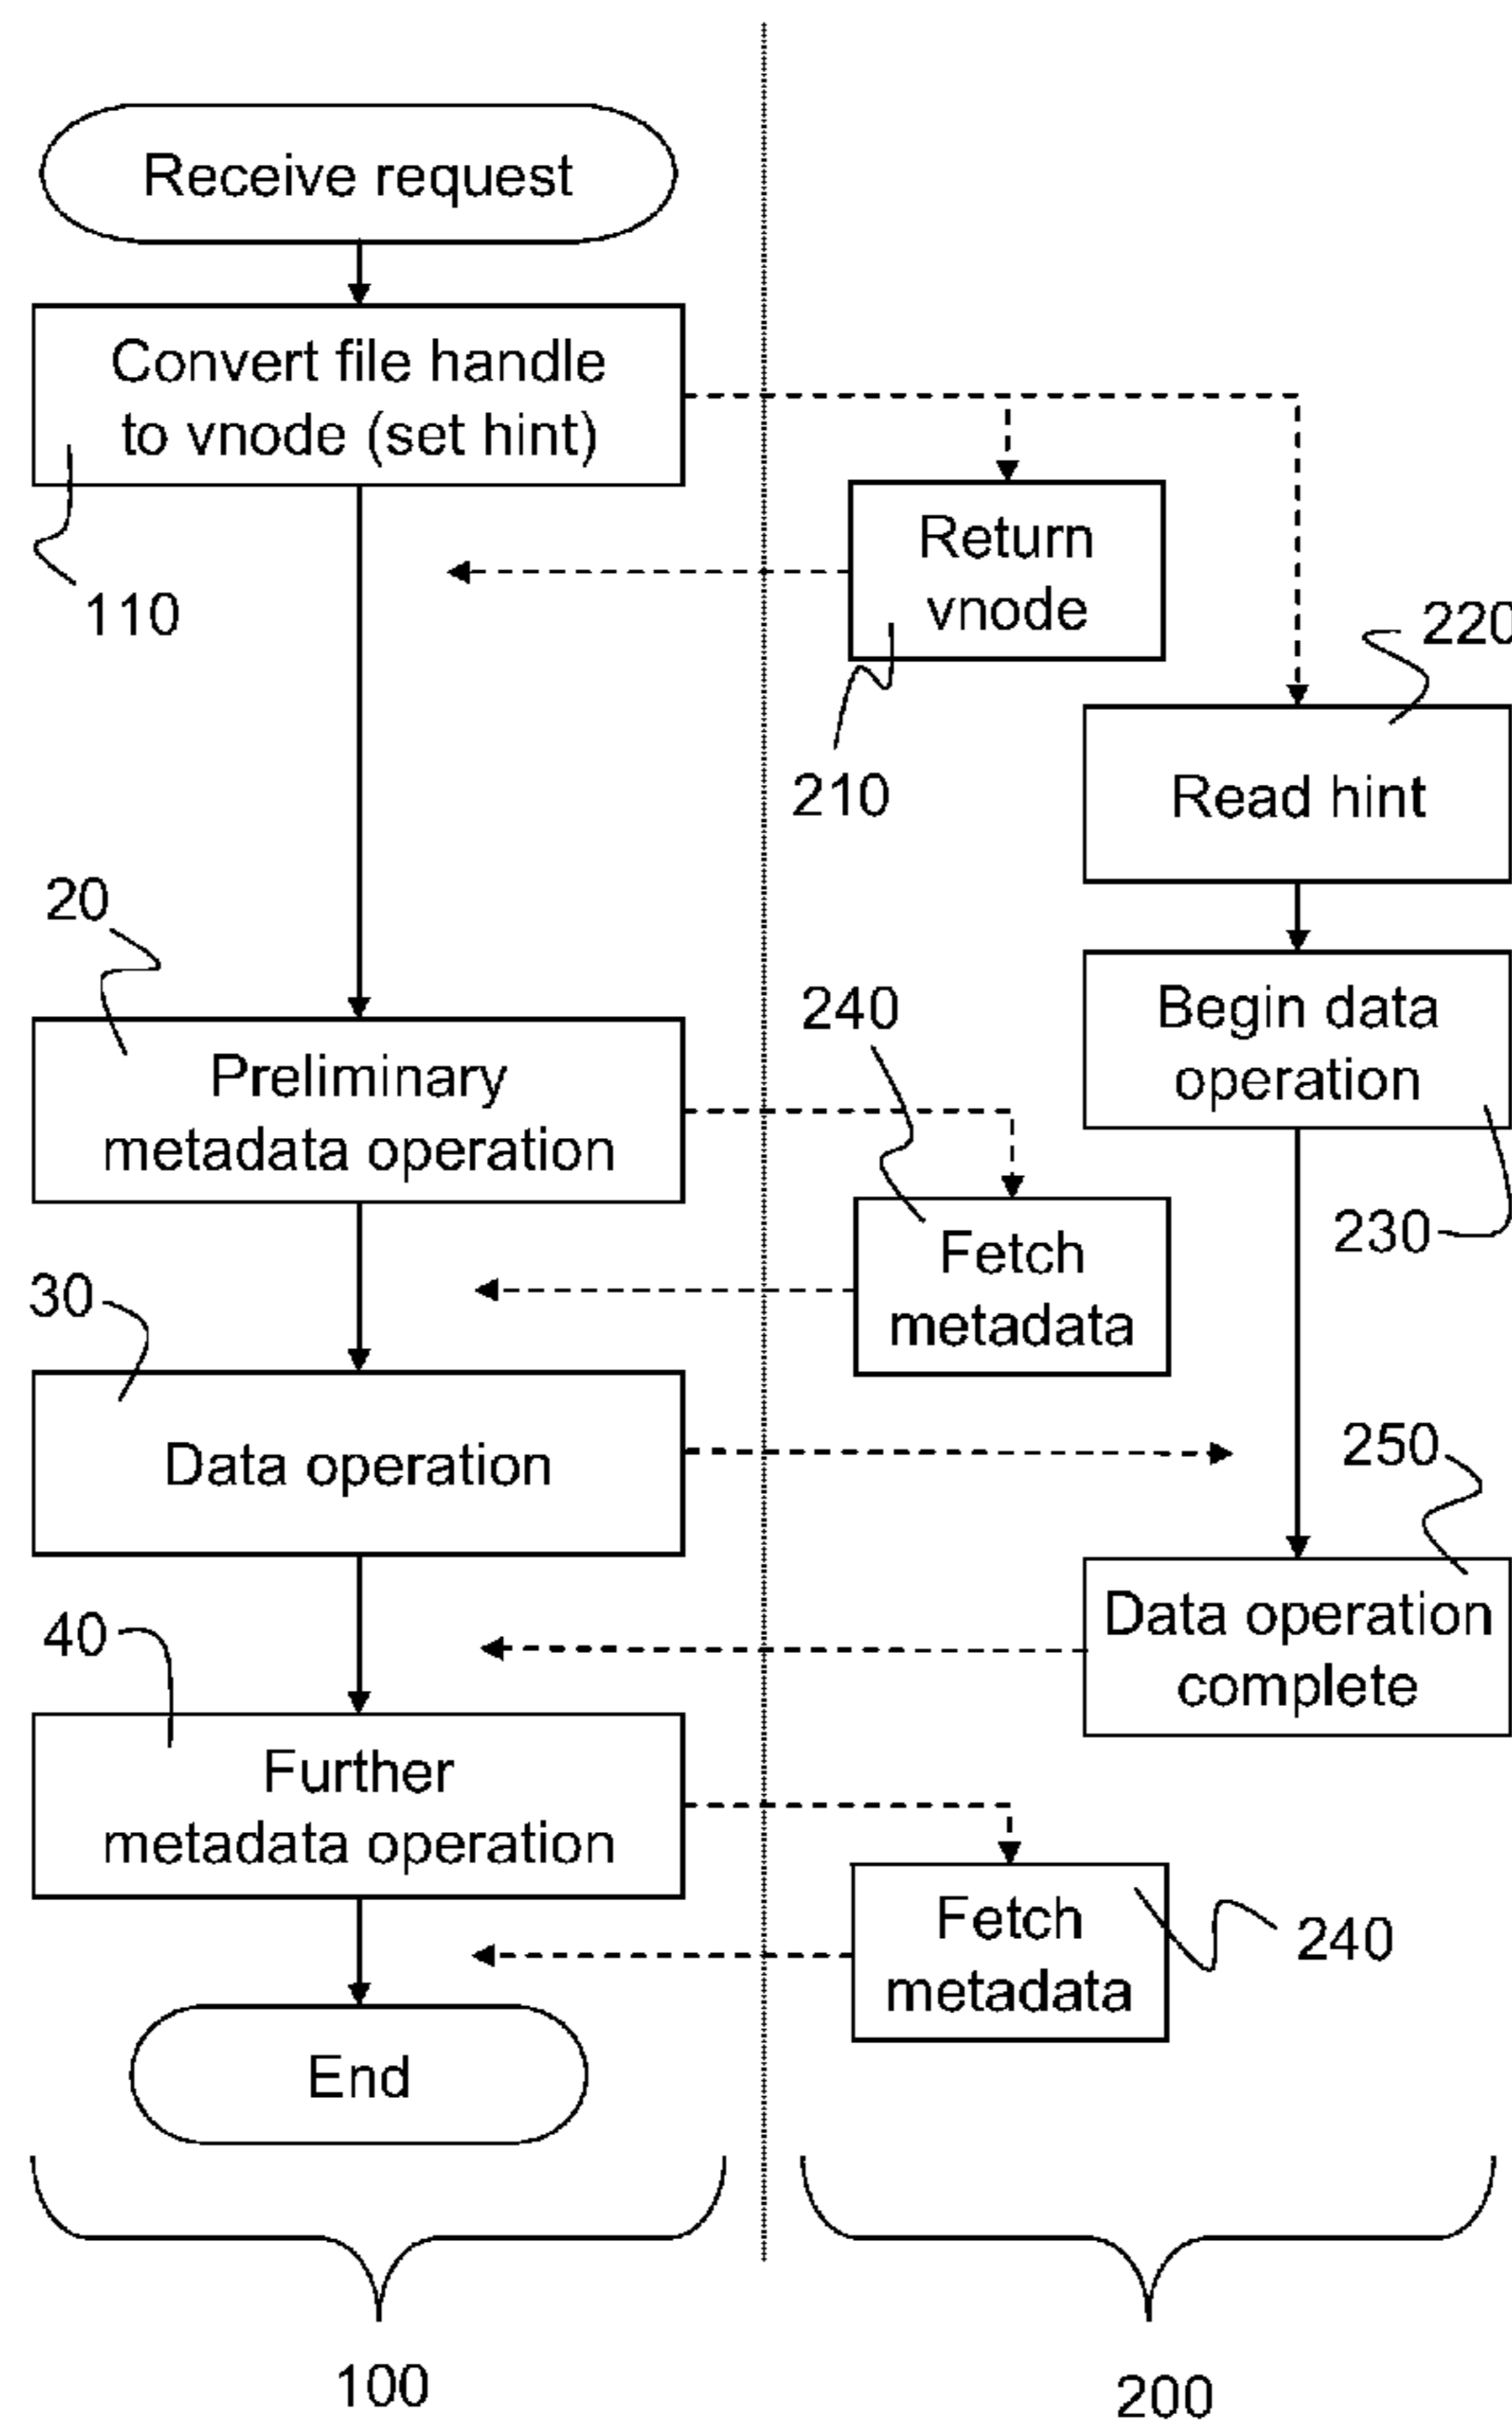 Receive request
Convert file handle
to vnode (set hint)
110
Return
vnode
210
220
Read hint
20
Preliminary
metadata operation
240
Begin data
operation
230
Fetch
metadata
30
Data operation
250
Data operation
complete
40
Further
metadata operation
Fetch
metadata
240
End
100
200